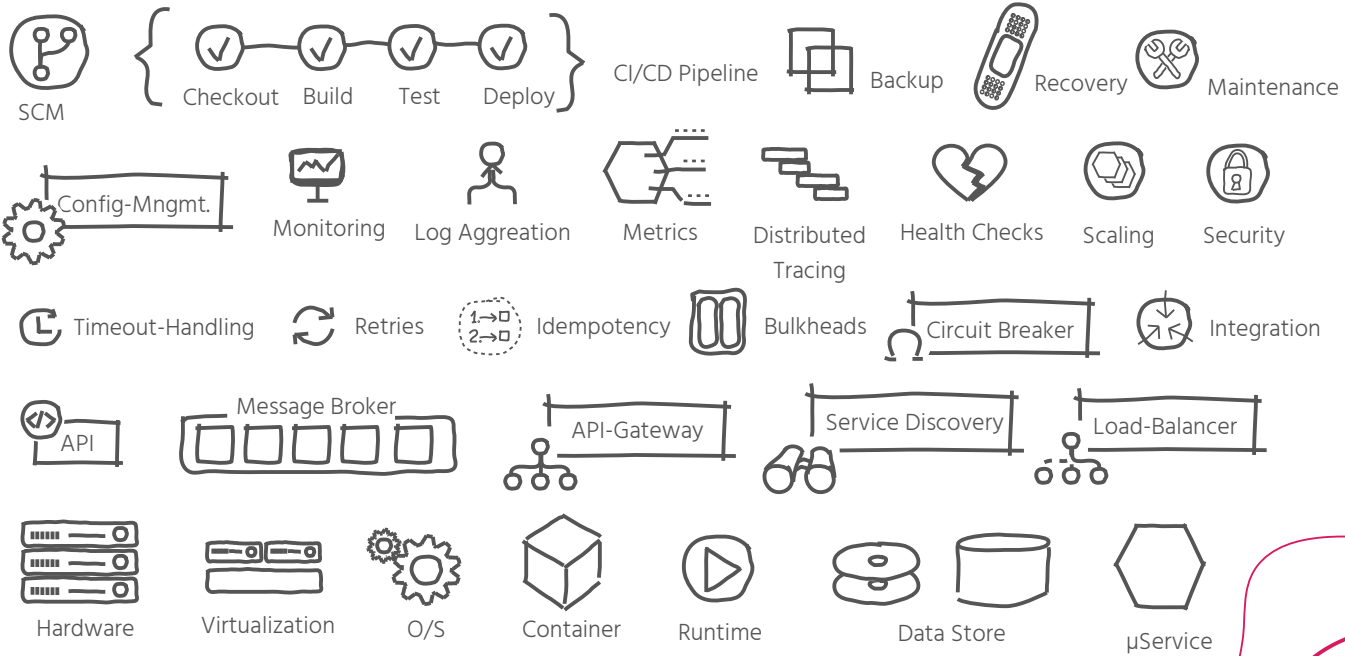 SCM
Checkout Build Test Deploy
CI/CD Pipeline
Backup
Recovery
Maintenance
Config-Mngmt.
Monitoring
Log Aggreation
Metrics
Distributed
Tracing
Health Checks
Scaling
Security
Timeout-Handling
Retries
1.→□
2.→□
Idempotency
Bulkheads
Circuit Breaker
Integration
</>
API
Message Broker
API-Gateway
Service Discovery
Load-Balancer
Hardware
Virtualization
O/S
Container
Runtime
Data Store
µService